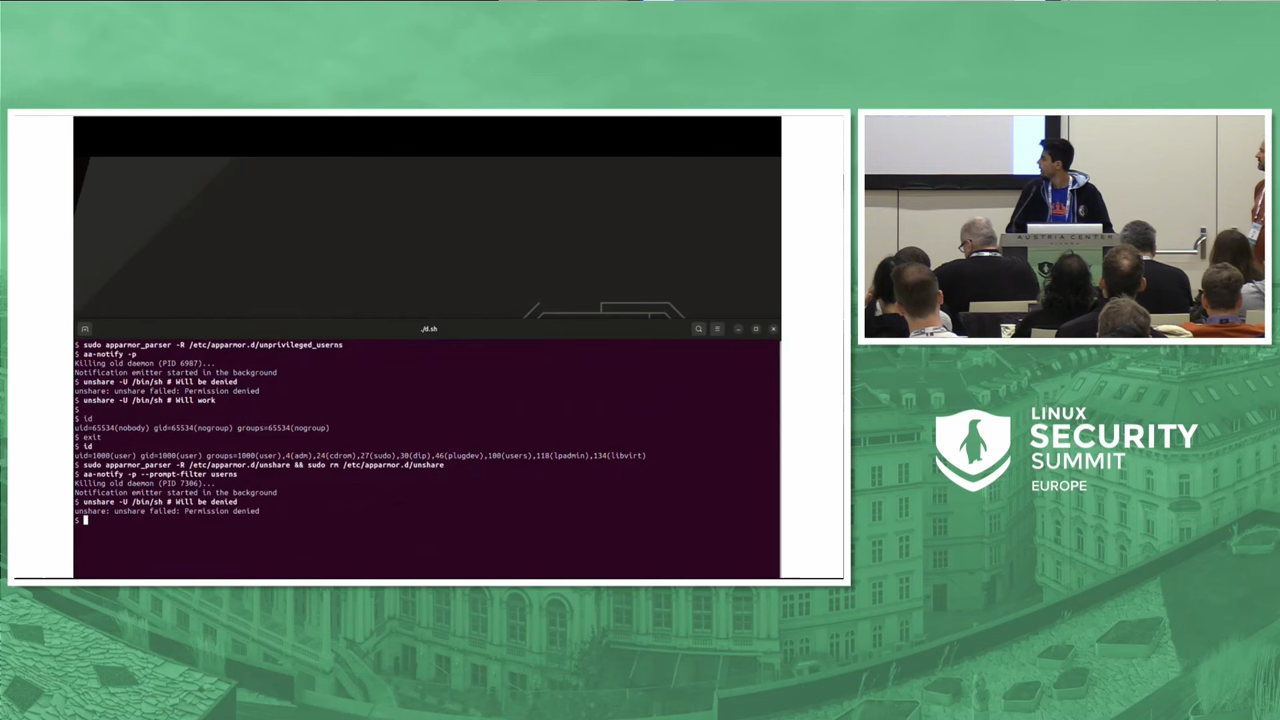 ./d.sh
$ sudo apparmor_parser -R /etc/apparmor.d/unprivileged_userns
$ aa-notify -p
Killing old daemon (PID 6987)...
Notification emitter started in the background
$ unshare -U /bin/sh # Will be denied
unshare: unshare failed: Permission denied
$ unshare -U /bin/sh # Will work
$
$ id
uid=65534(nobody) gid=65534(nogroup) groups=65534(nogroup)
$ exit
$ id
uid=1000(user) gid=1000(user) groups=1000(user),4(adm),24(cdrom),27(sudo),30(dip),46(plugdev),100(users),118(lpadmin),134(libvirt)
$ sudo apparmor_parser -R /etc/apparmor.d/unshare && sudo rm /etc/apparmor.d/unshare
$ aa-notify -p --prompt-filter userns
Killing old daemon (PID 7306)...
Notification emitter started in the background
$ unshare -U /bin/sh # Will be denied
unshare: unshare failed: Permission denied
$
AUSTRIA CENTER
LINUX
SECURITY
SUMMIT
EUROPE